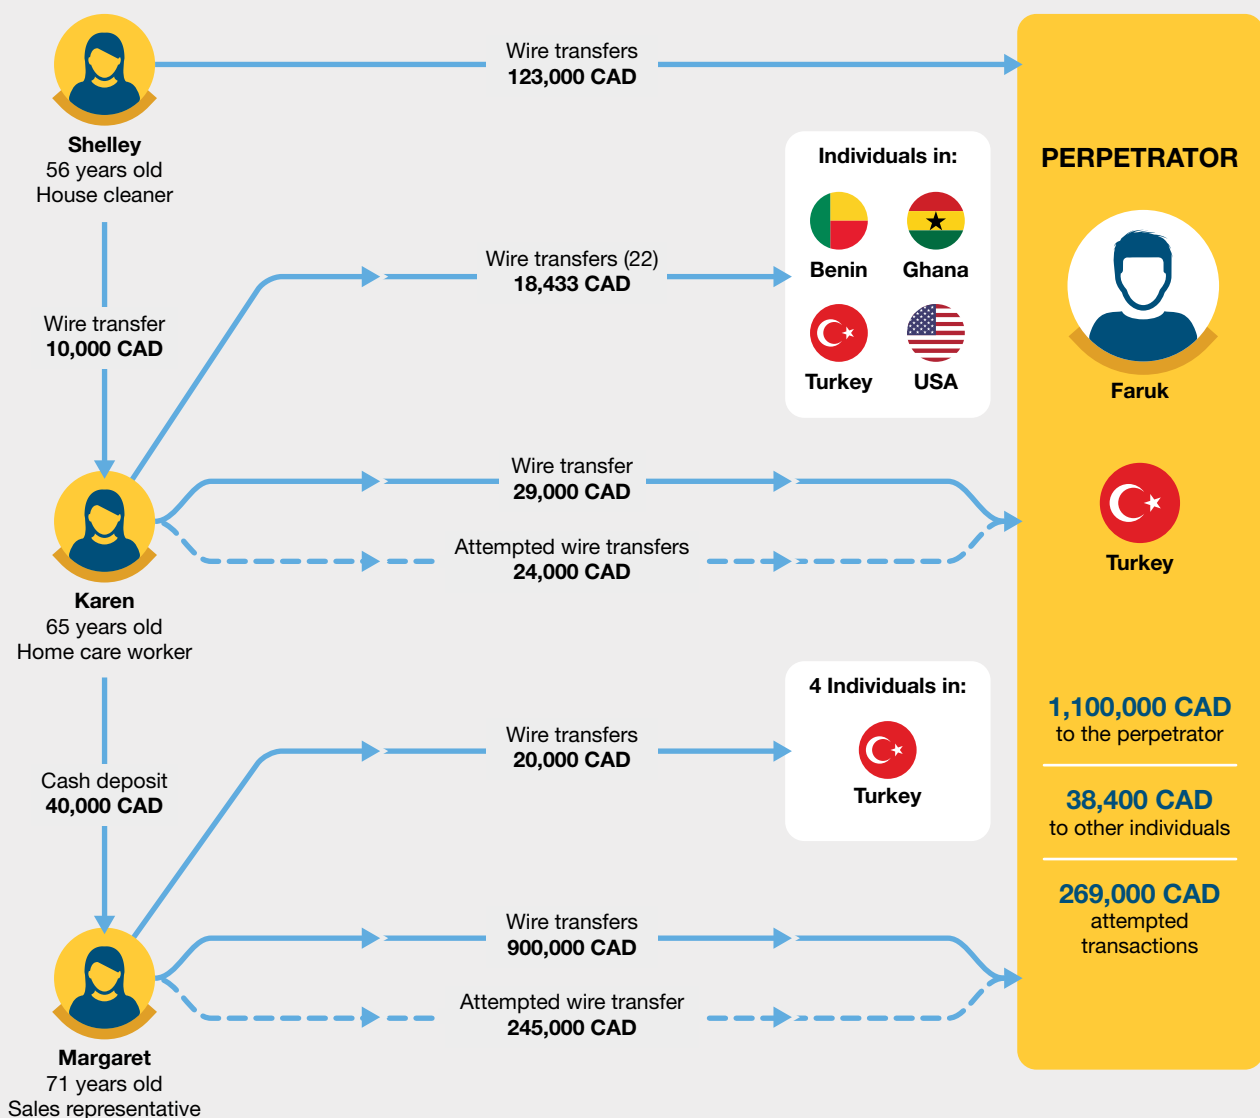 Wire transfers
123,000 CAD
Shelley
56 years old
House cleaner
Wire transfer
10,000 CAD
Wire transfers (22)
18,433 CAD
Individuals in:
Benin
Ghana
Turkey
USA
PERPETRATOR
Faruk
Turkey
Karen
65 years old
Home care worker
Wire transfer
29,000 CAD
Attempted wire transfers
24,000 CAD
Cash deposit
40,000 CAD
Wire transfers
20,000 CAD
4 Individuals in:
Turkey
1,100,000 CAD
to the perpetrator
38,400 CAD
to other individuals
269,000 CAD
attempted
transactions
Wire transfers
900,000 CAD
Attempted wire transfer
245,000 CAD
Margaret
71 years old
Sales representative